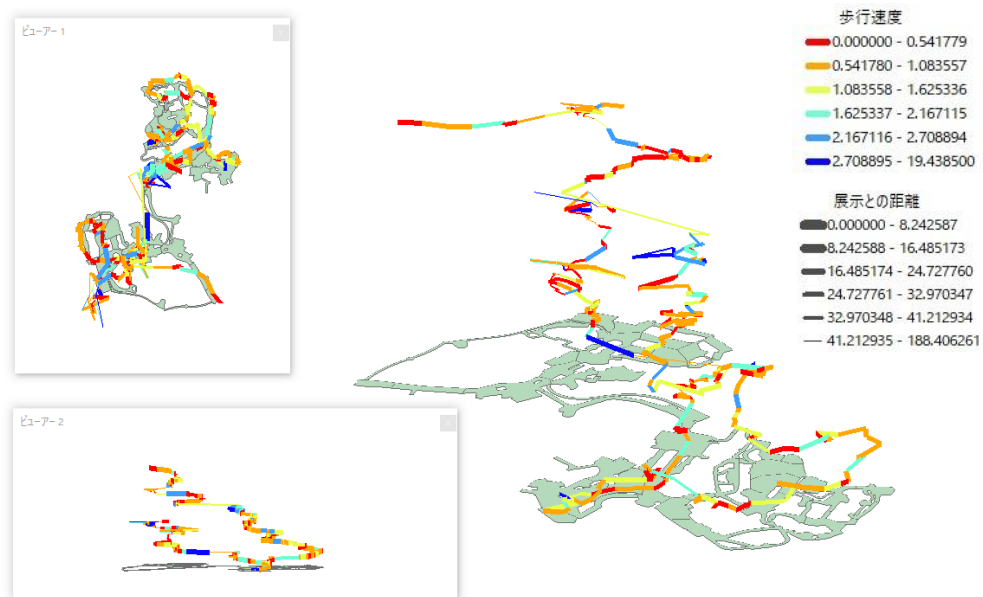 ビューアー 1
ビューアー 2
歩行速度
0.000000 - 0.541779
0.541780 - 1.083557
1.083558 - 1.625336
1.625337 - 2.167115
2.167116 - 2.708894
2.708895 - 19.438500
展示との距離
0.000000 - 8.242587
8.242588 - 16.485173
16.485174 - 24.727760
24.727761 - 32.970347
32.970348 - 41.212934
41.212935 - 188.406261